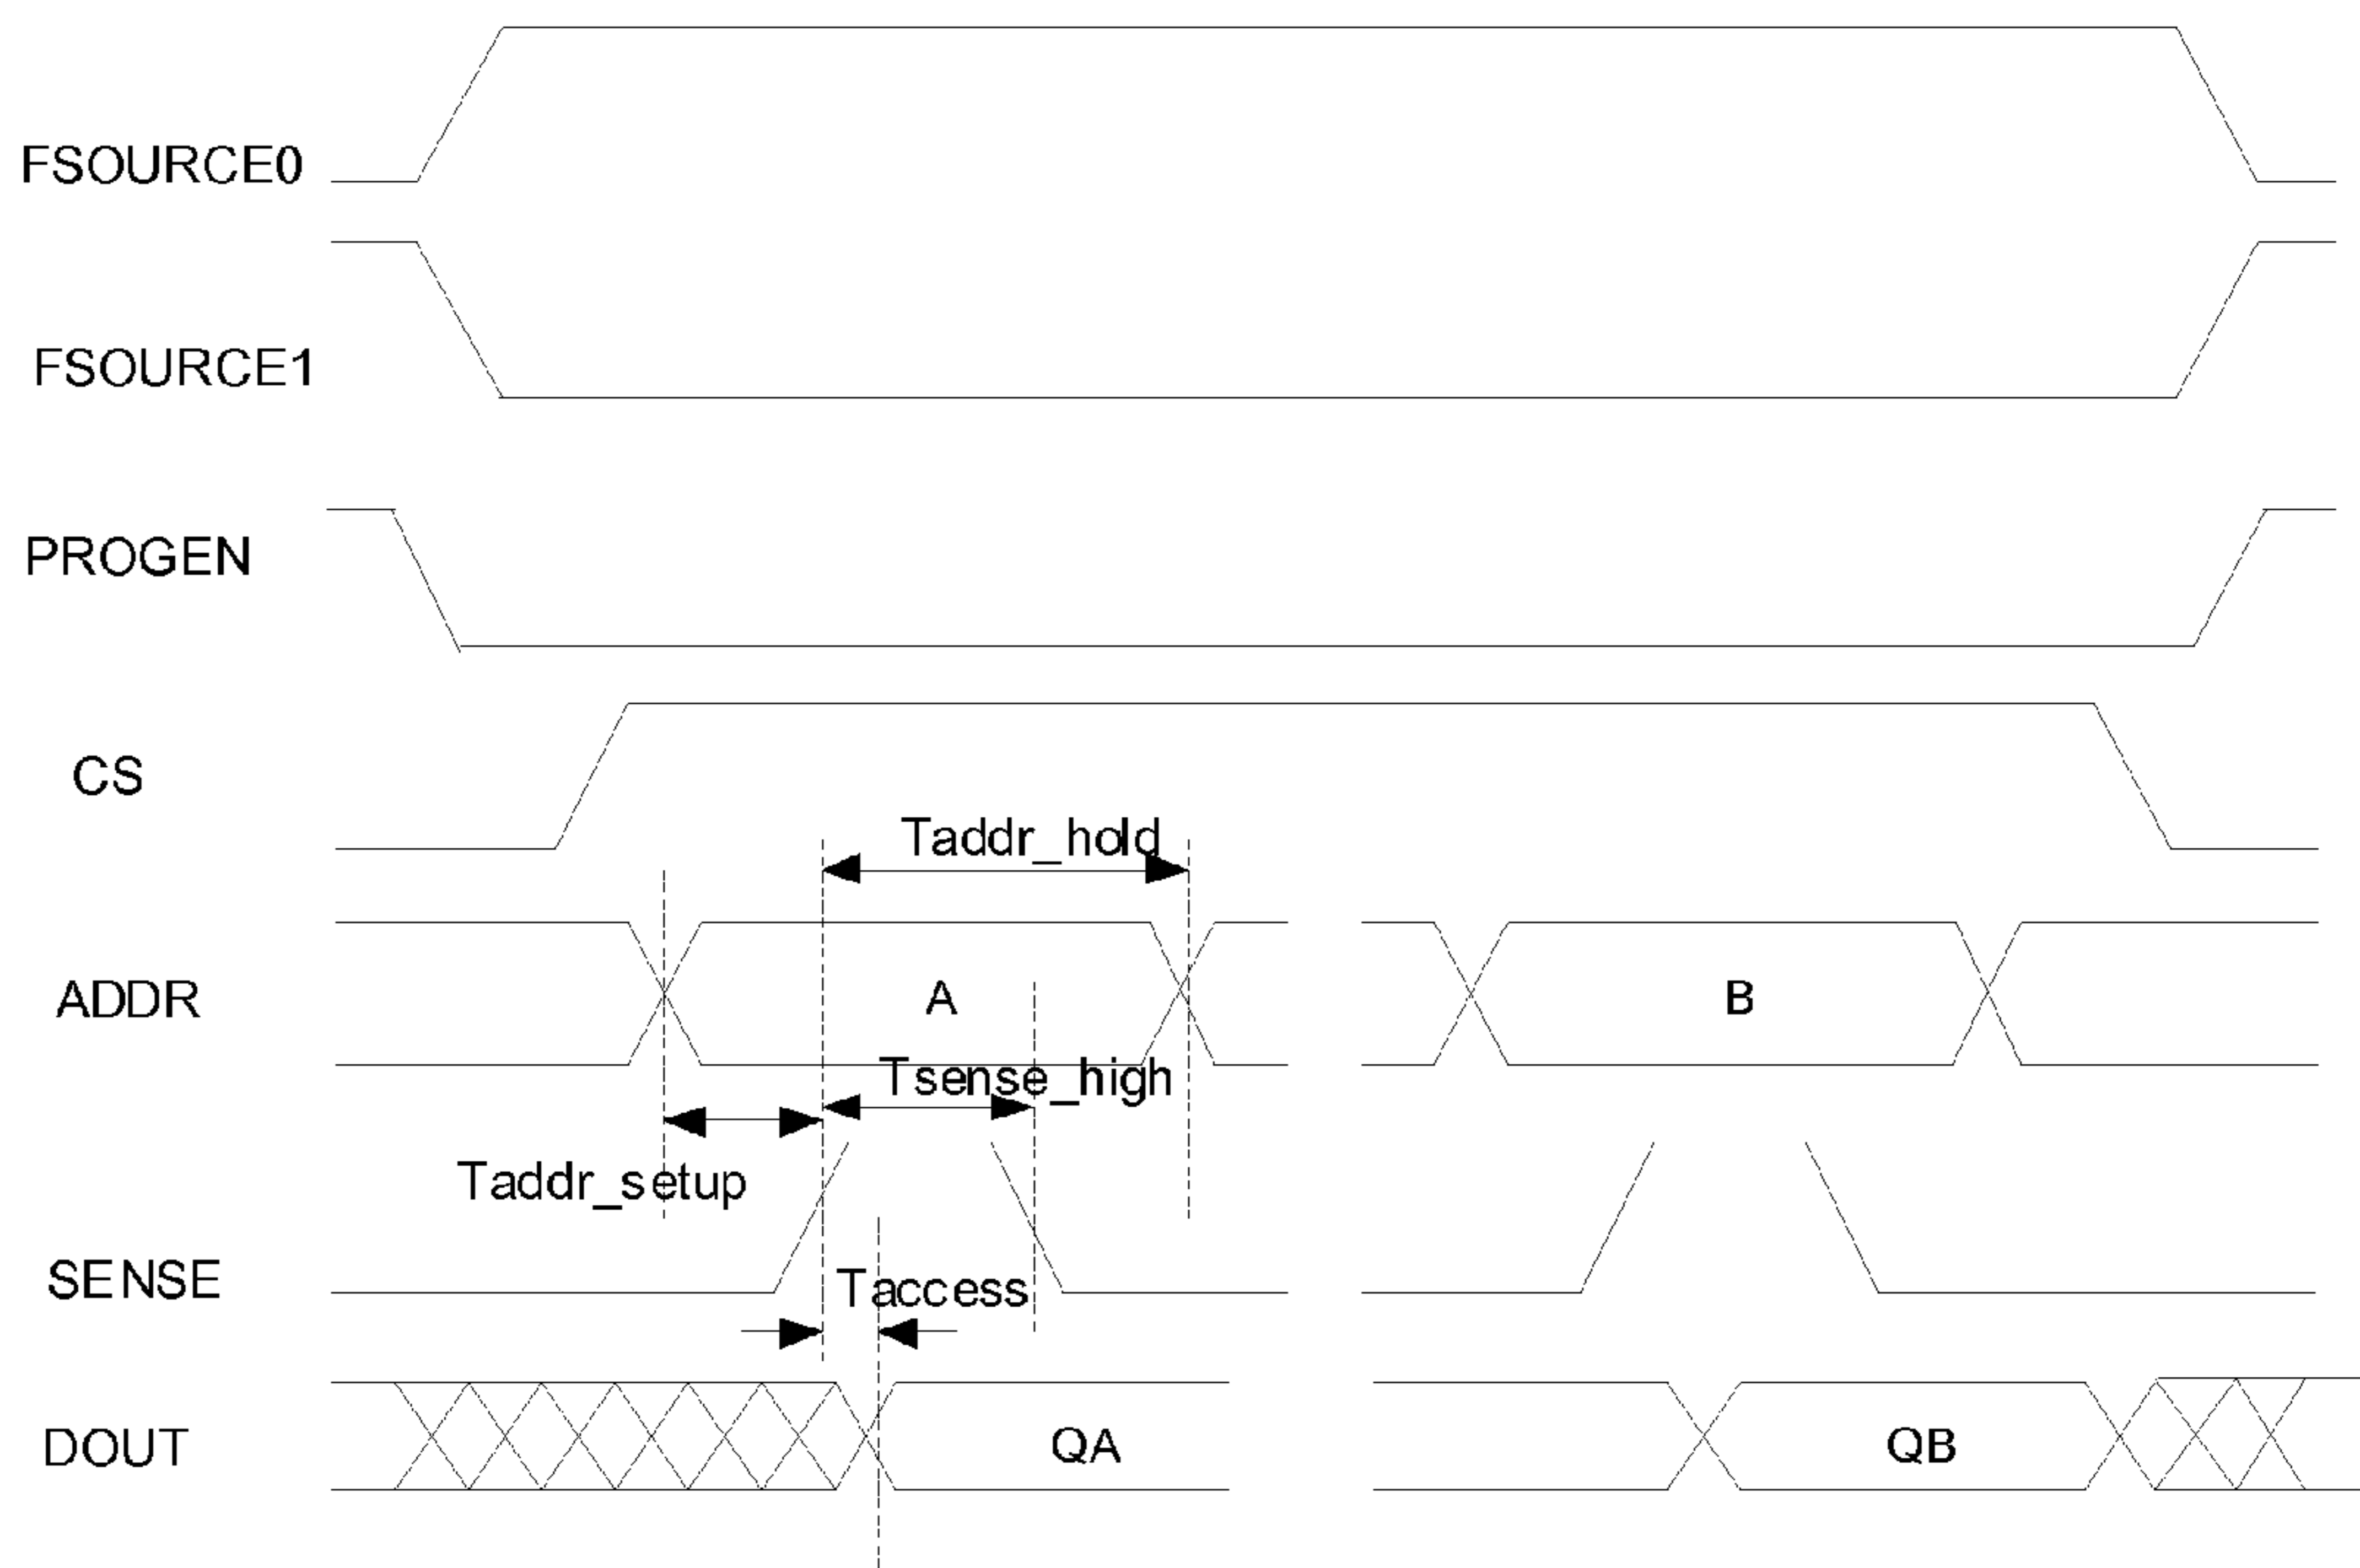 FSOURCE0
FSOURCE1
PROGEN
CS
Taddr_hold
ADDR
A
B
Tsense_high
Taddr_setup
SENSE
Taccess
DOUT
QA
QB